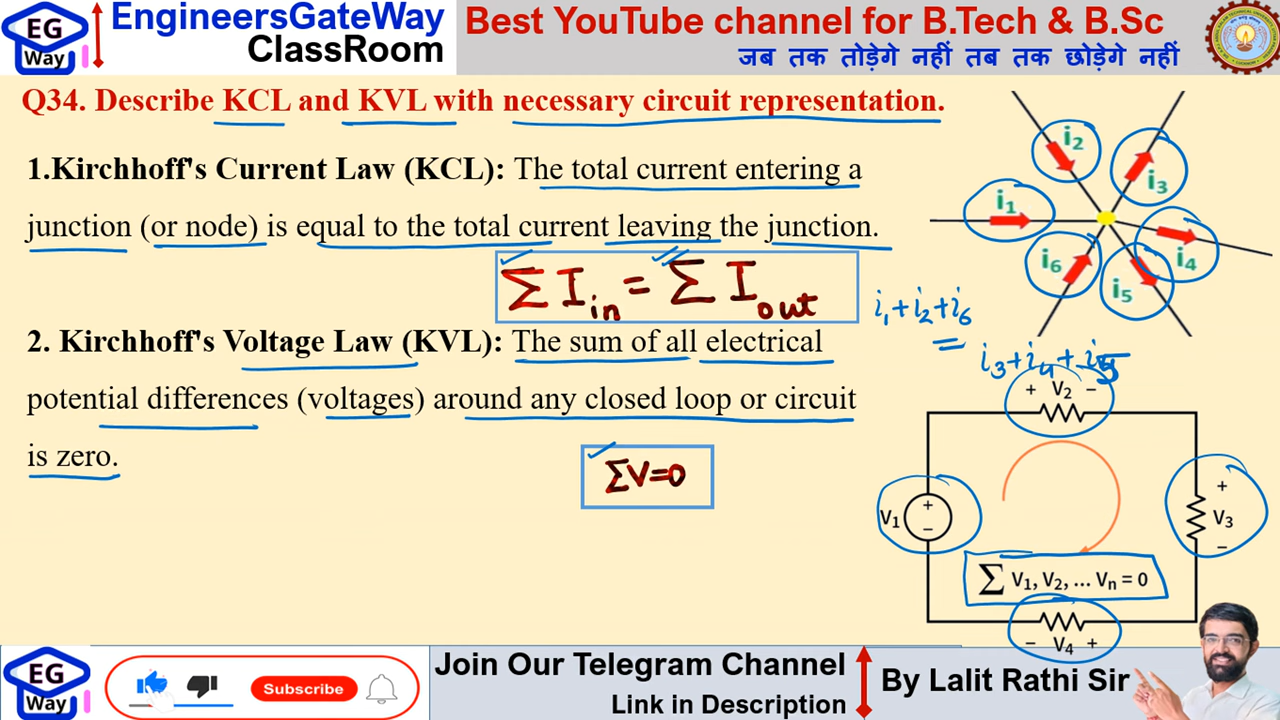 EG
Way
EngineersGateWay
ClassRoom
Best YouTube channel for B.Tech & B.Sc
जब तक तोड़ेगे नहीं तब तक छोड़ेगे नहीं
Q34. Describe KCL and KVL with necessary circuit representation.
1.Kirchhoff's Current Law (KCL): The total current entering a
junction (or node) is equal to the total current leaving the junction.
∑ I in = ∑ I out
2. Kirchhoff's Voltage Law (KVL): The sum of all electrical
potential differences (voltages) around any closed loop or circuit
is zero.
∑V=0
i2
i3
i1
i4
i6
i5
i1+i2+i6
=
i3+i4+i5
+ V2 −
V1
+
−
+
V3
−
∑ V1, V2, ... Vn = 0
− V4 +
EG
Way
Subscribe
Join Our Telegram Channel
Link in Description
By Lalit Rathi Sir